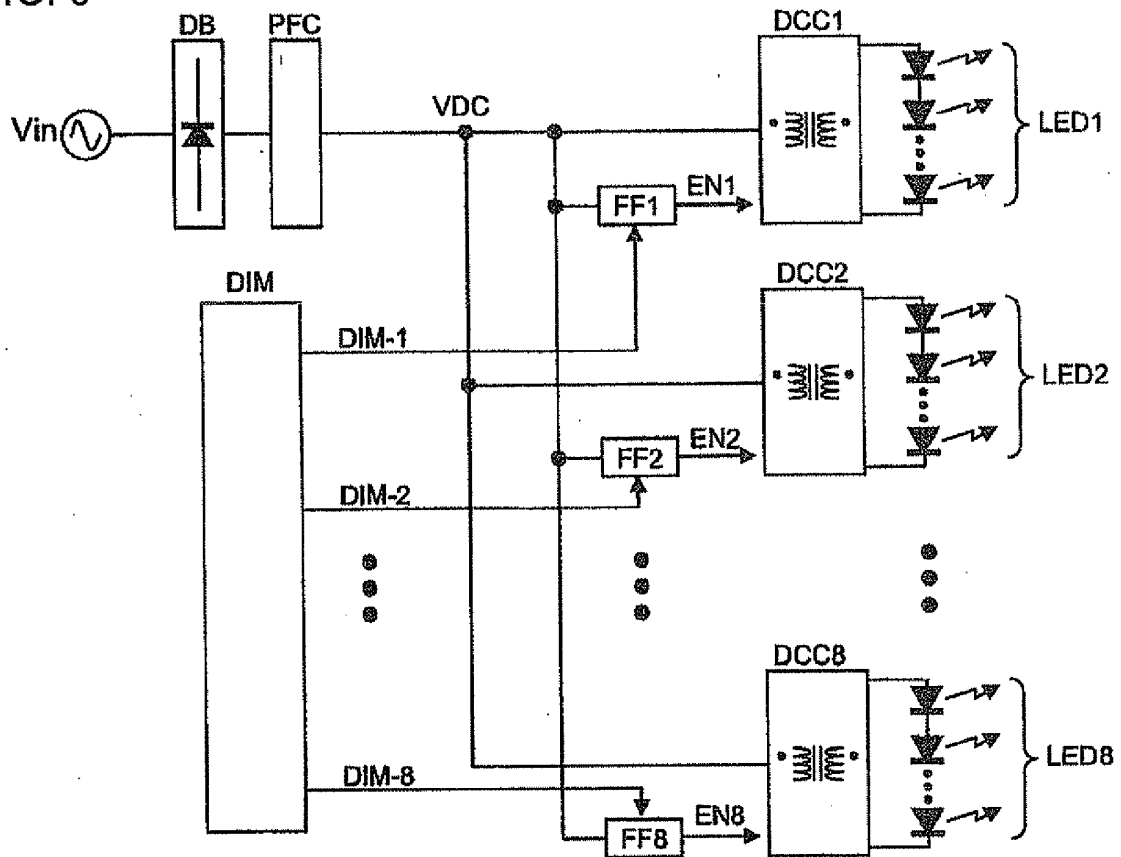 DB PFC DCC1
Vin VDC LED1
EN1
FF1
DIM DCC2
DIM-1
LED2
EN2
FF2
DIM-2
DCC8
LED8
DIM-8
EN8
FF8